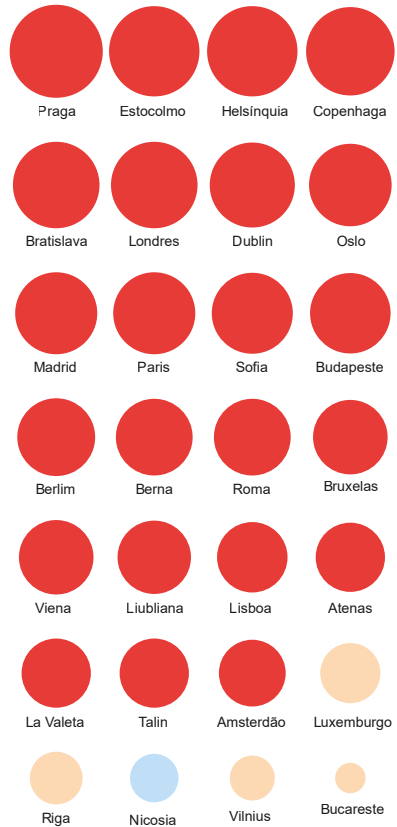 Praga
Estocolmo
Helsínquia
Copenhaga
Bratislava
Londres
Dublin
Oslo
Madrid
Paris
Sofia
Budapeste
Berlim
Berna
Roma
Bruxelas
Viena
Liubliana
Lisboa
Atenas
La Valeta
Talin
Amsterdão
Luxemburgo
Riga
Nicosia
Vilnius
Bucareste